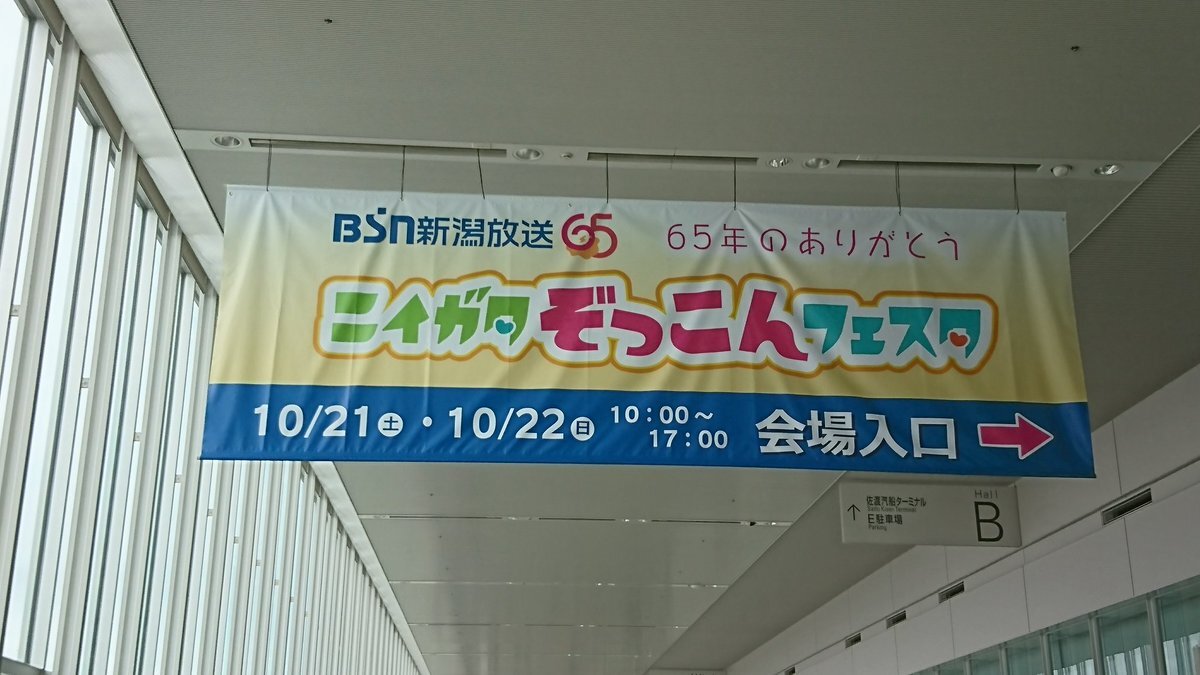 BSN新潟放送 65 65年のありがとう
ニイガタぞっこんフェスタ
10/21㊏・10/22㊐ 10:00~
17:00
会場入口 →
↑ 佐渡汽船ターミナル
Sado Kisen Terminal
E駐車場
Parking
Hall
B